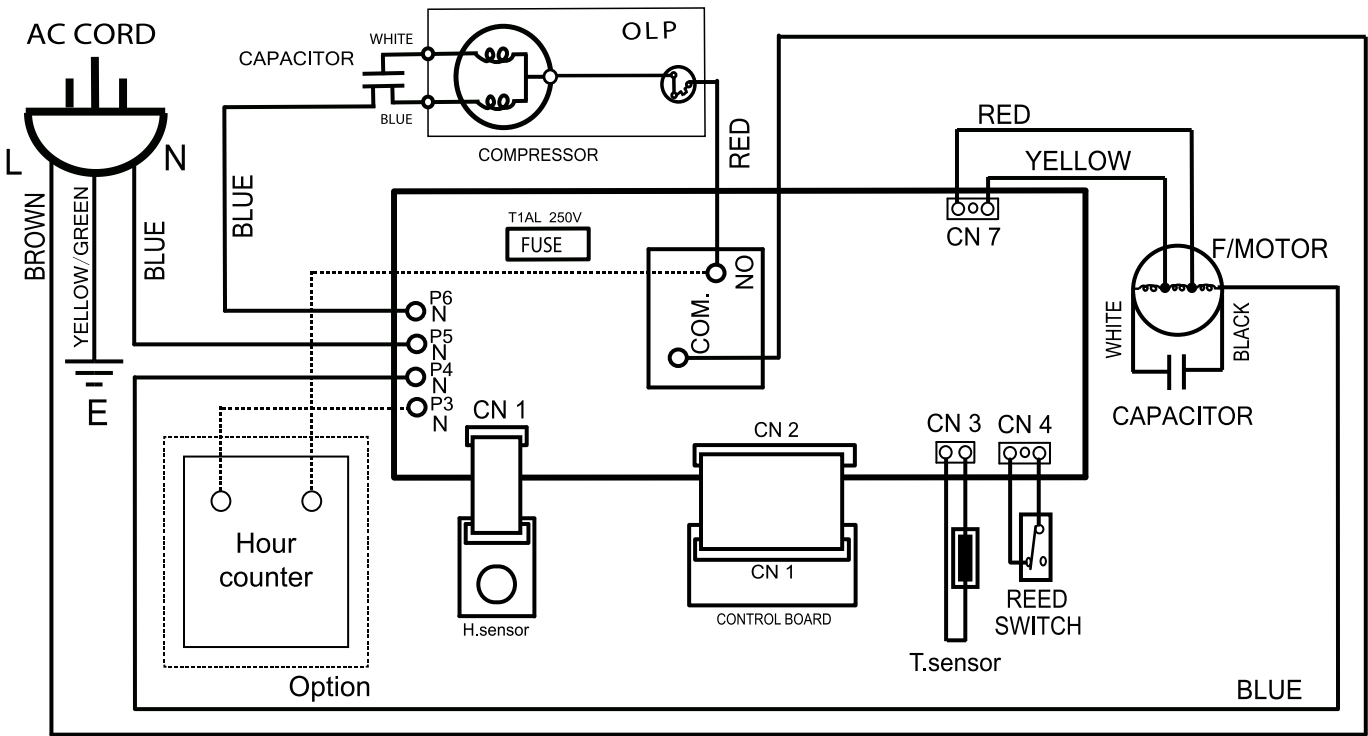 AC CORD
L
N
BROWN
YELLOW/GREEN
BLUE
E
CAPACITOR
WHITE
BLUE
BLUE
OLP
COMPRESSOR
RED
T1AL 250V
FUSE
NO
COM.
P6
N
P5
N
P4
N
P3
N
CN 7
RED
YELLOW
F/MOTOR
WHITE
BLACK
CAPACITOR
CN 1
H.sensor
CN 2
CN 1
CONTROL BOARD
CN 3
CN 4
T.sensor
REED
SWITCH
Hour
counter
Option
BLUE